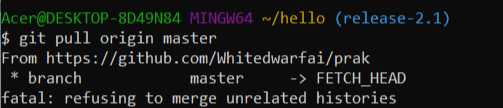 Acer@DESKTOP-8D49N84 MINGW64 ~/hello (release-2.1)
$ git pull origin master
From https://github.com/Whitedwarfai/prak
 * branch            master     -> FETCH_HEAD
fatal: refusing to merge unrelated histories